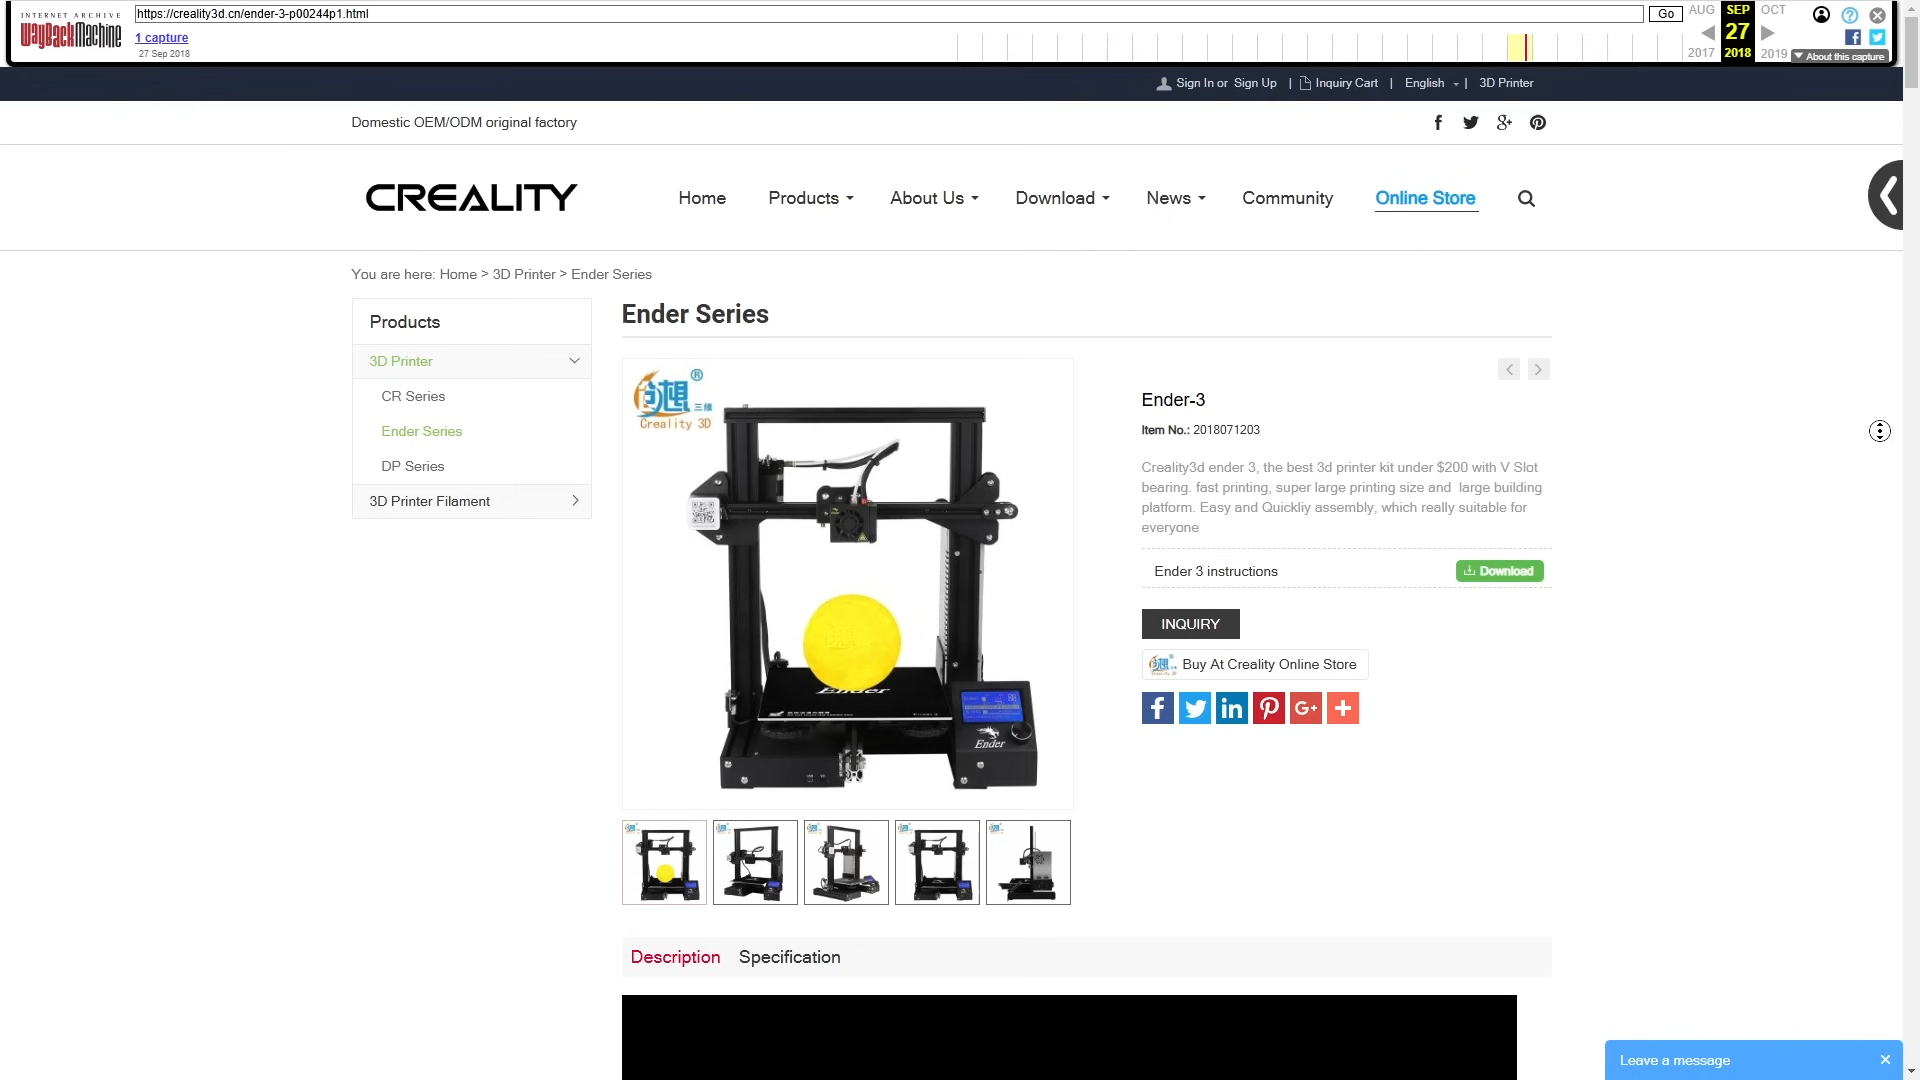 INTERNET ARCHIVE
WayBackMachine
https://creality3d.cn/ender-3-p00244p1.html
Go
AUG SEP OCT
1 capture
27
27 Sep 2018
2017 2018 2019
About this capture
Sign In or Sign Up | Inquiry Cart | English | 3D Printer
Domestic OEM/ODM original factory
CREALITY
Home Products About Us Download News Community Online Store
You are here: Home > 3D Printer > Ender Series
Products
3D Printer
CR Series
Ender Series
DP Series
3D Printer Filament
Ender Series
创想三维
Creality 3D
Ender
Ender
Ender-3
Item No.: 2018071203
Creality3d ender 3, the best 3d printer kit under $200 with V Slot
bearing. fast printing, super large printing size and large building
platform. Easy and Quickliy assembly, which really suitable for
everyone
Ender 3 instructions
Download
INQUIRY
Buy At Creality Online Store
Description Specification
Leave a message